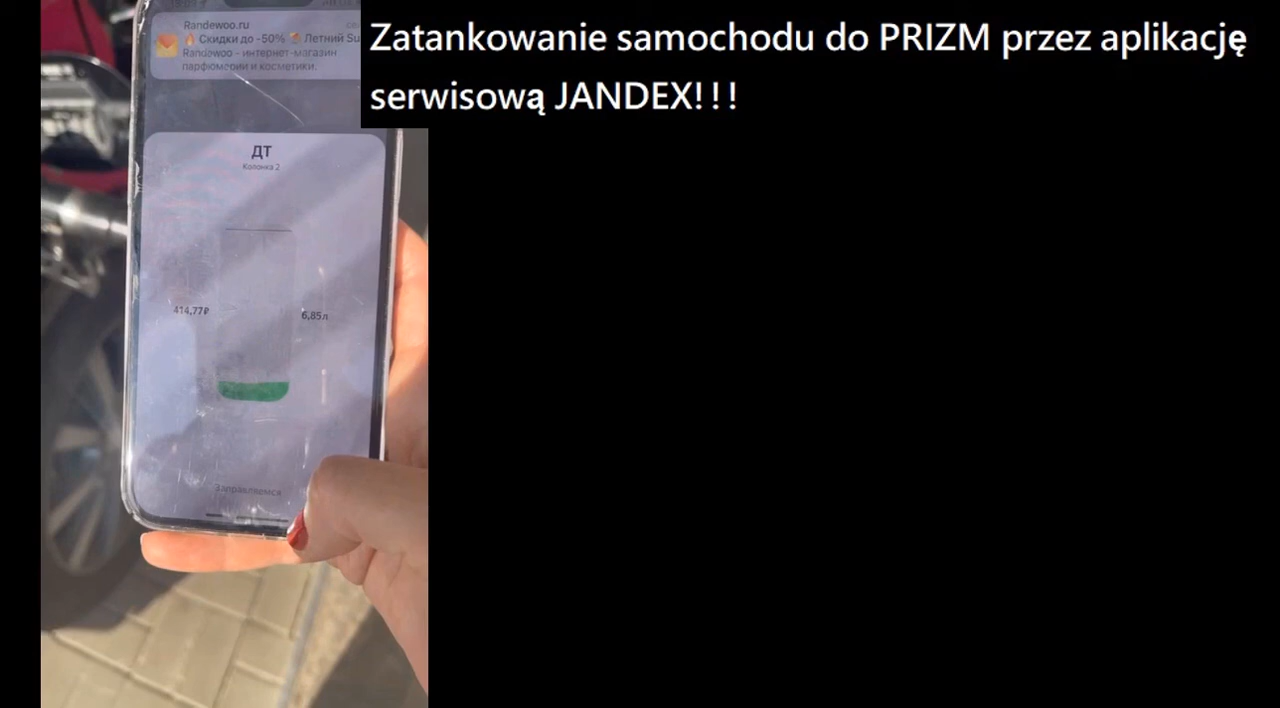 Zatankowanie samochodu do PRIZM przez aplikację
serwisową JANDEX!!!
Randewoo.ru
🔥 Скидки до -50% Летний Su
Randewoo - интернет-магазин
парфюмерии и косметики.
ДТ
Колонка 2
414,77₽
6,85л
Заправляемся